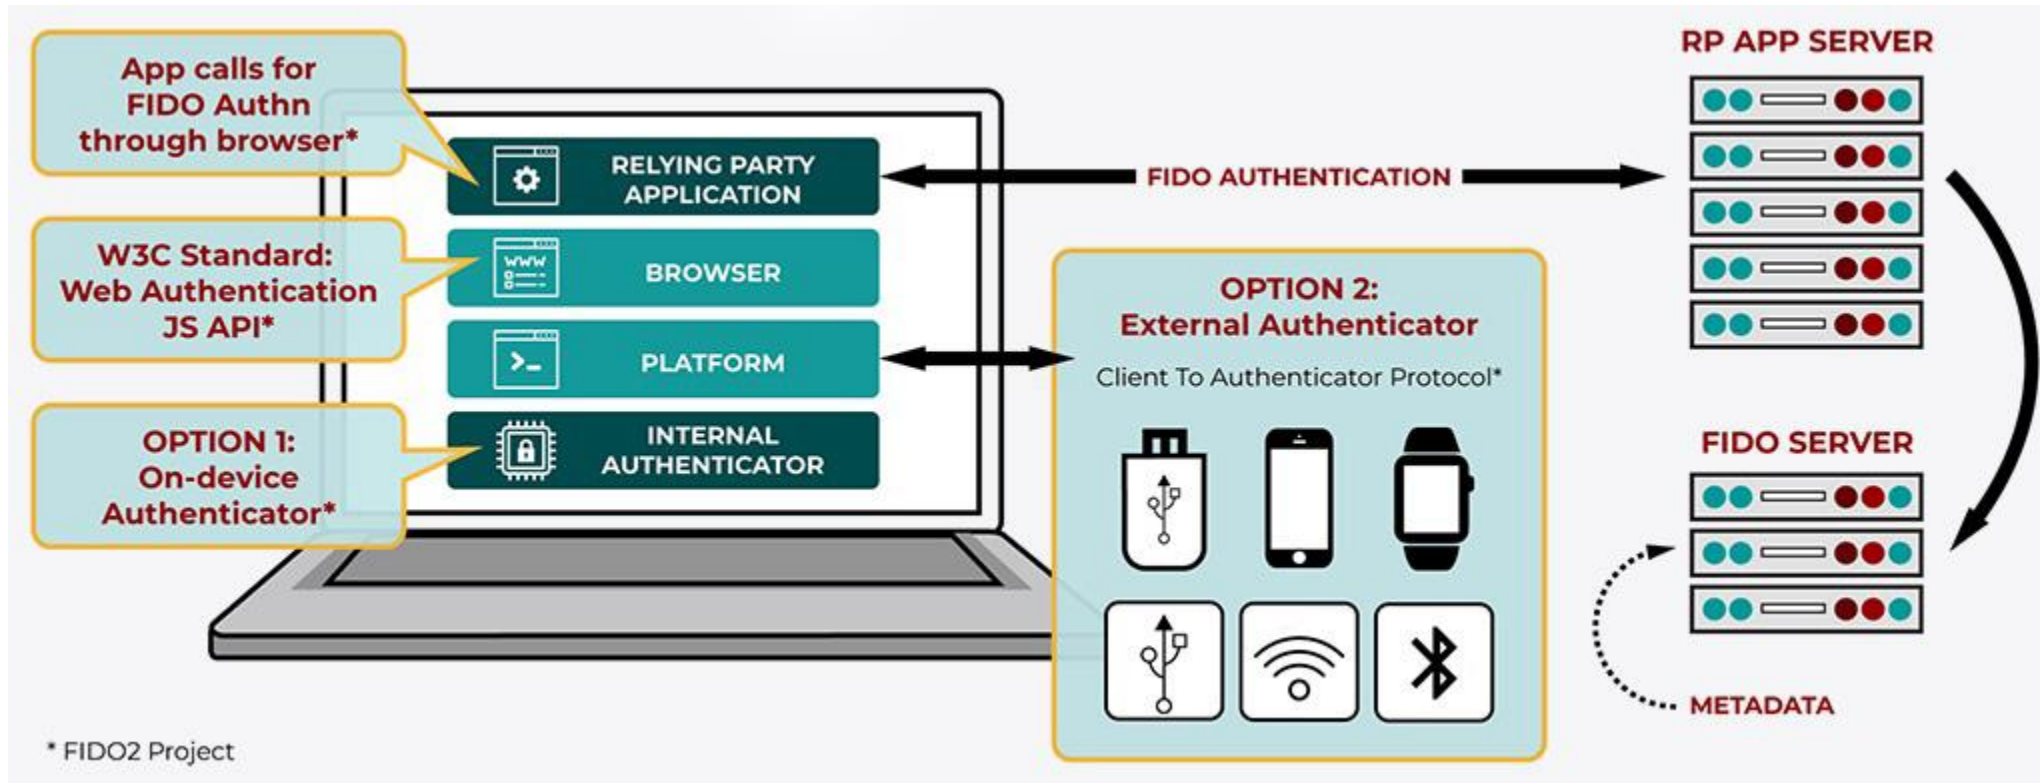 App calls for
FIDO Authn
through browser*
W3C Standard:
Web Authentication
JS API*
OPTION 1:
On-device
Authenticator*
RELYING PARTY
APPLICATION
WWW
BROWSER
>_
PLATFORM
INTERNAL
AUTHENTICATOR
FIDO AUTHENTICATION
OPTION 2:
External Authenticator
Client To Authenticator Protocol*
RP APP SERVER
FIDO SERVER
METADATA
* FIDO2 Project